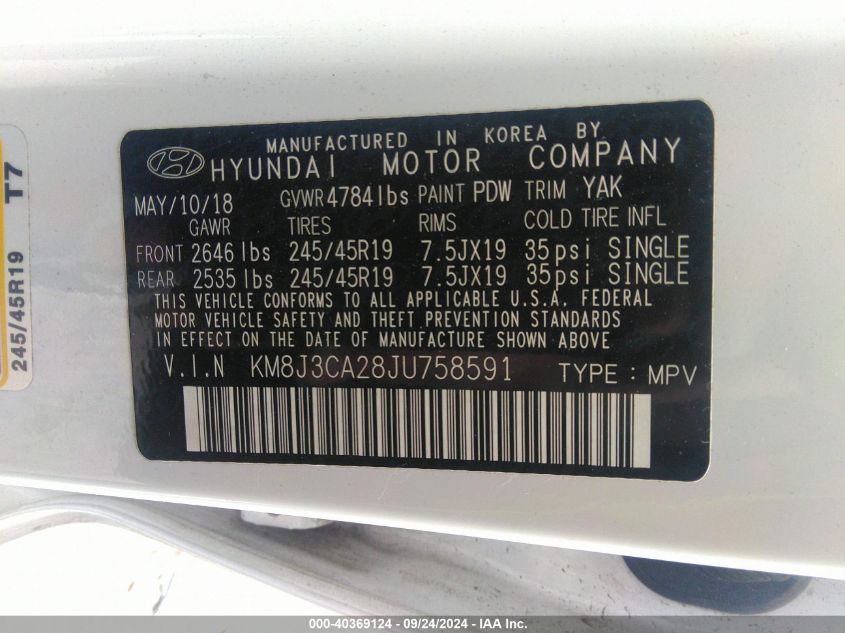 MANUFACTURED IN KOREA BY
HYUNDAI MOTOR COMPANY
MAY/10/18 GVWR 4784 lbs PAINT PDW TRIM YAK
GAWR TIRES RIMS COLD TIRE INFL
FRONT 2646 lbs 245/45R19 7.5JX19 35psi SINGLE
REAR 2535 lbs 245/45R19 7.5JX19 35psi SINGLE
THIS VEHICLE CONFORMS TO ALL APPLICABLE U.S.A. FEDERAL
MOTOR VEHICLE SAFETY AND THEFT PREVENTION STANDARDS
IN EFFECT ON THE DATE OF MANUFACTURE SHOWN ABOVE
V.I.N KM8J3CA28JU758591 TYPE : MPV
T7
245/45R19
000-40369124 - 09/24/2024 - IAA Inc.